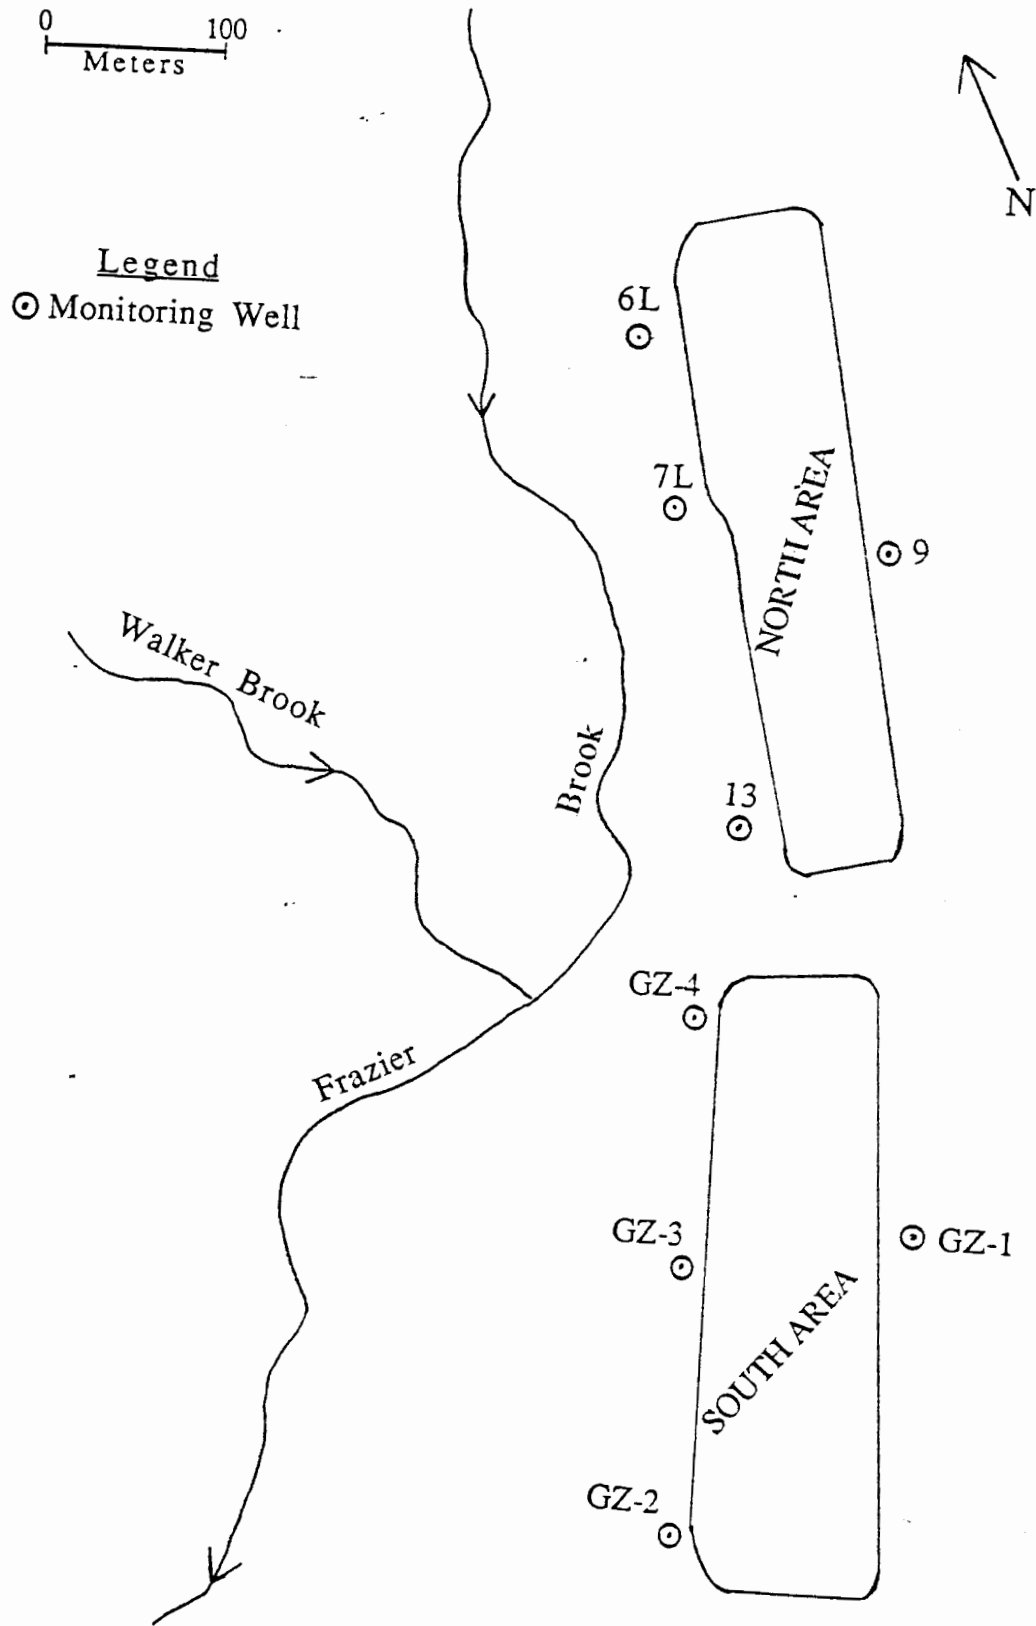 0 100
Meters
N
Legend
Monitoring Well
6L
7L
NORTH AREA
9
Walker Brook
Brook
13
GZ-4
Frazier
GZ-3
GZ-1
SOUTH AREA
GZ-2